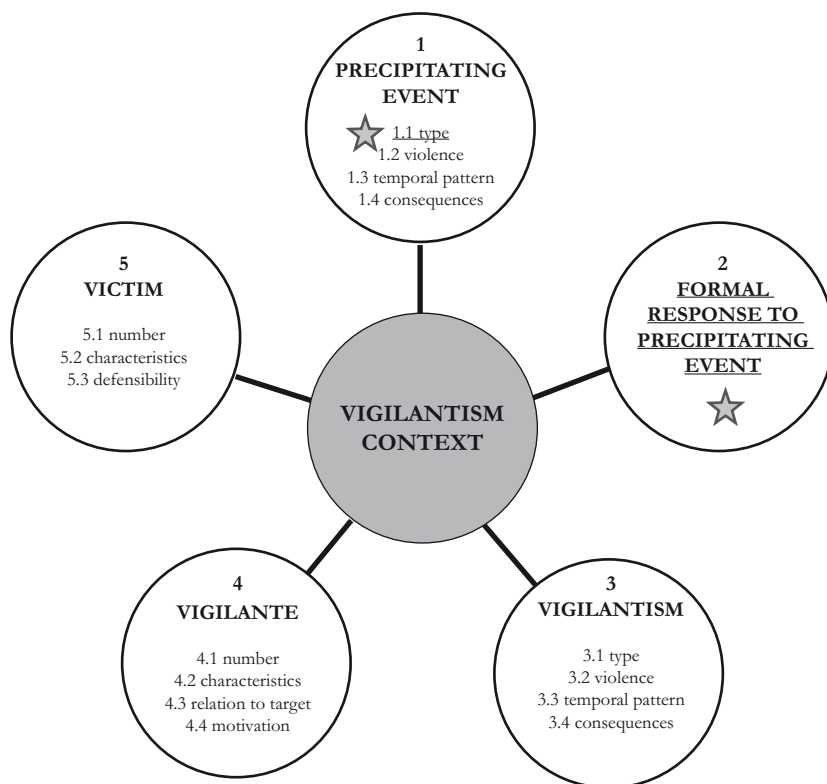 1
PRECIPITATING
EVENT
1.1 type
1.2 violence
1.3 temporal pattern
1.4 consequences
2
FORMAL
RESPONSE TO
PRECIPITATING
EVENT
5
VICTIM
5.1 number
5.2 characteristics
5.3 defensibility
VIGILANTISM
CONTEXT
4
VIGILANTE
4.1 number
4.2 characteristics
4.3 relation to target
4.4 motivation
3
VIGILANTISM
3.1 type
3.2 violence
3.3 temporal pattern
3.4 consequences